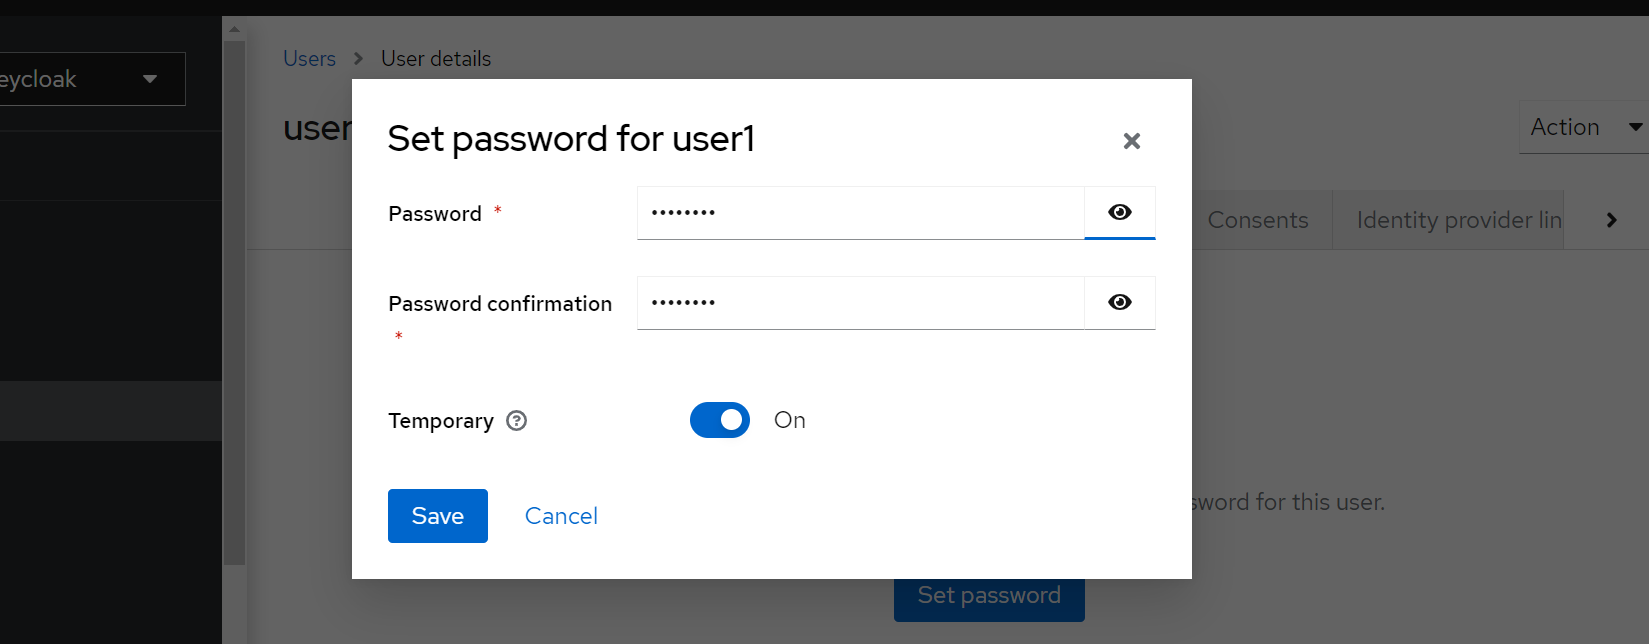 eycloak
Users > User details
user
Action
Set password for user1
Password *
••••••••
Consents
Identity provider lin
Password confirmation
*
••••••••
Temporary
On
sword for this user.
Save
Cancel
Set password